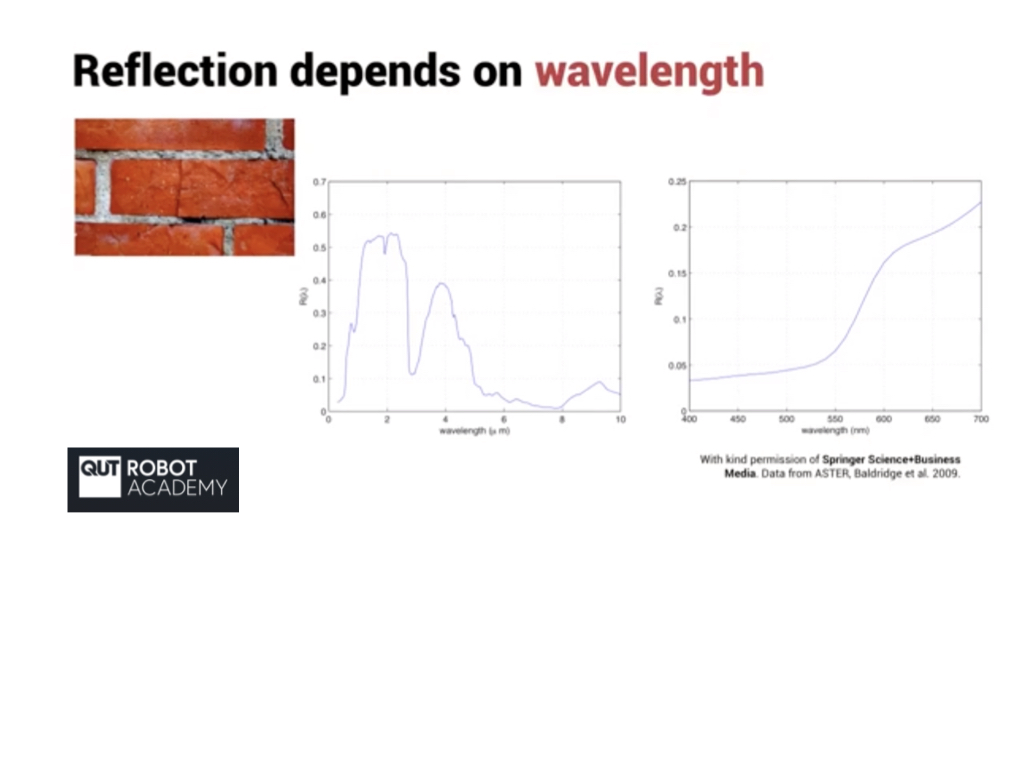 Reflection depends on wavelength
0.7
0.6
0.5
0.4
0.3
0.2
0.1
0
R(λ)
0 2 4 6 8 10
wavelength (μ m)
0.25
0.2
0.15
0.1
0.05
0
R(λ)
400 450 500 550 600 650 700
wavelength (nm)
With kind permission of Springer Science+Business
Media. Data from ASTER, Baldridge et al. 2009.
QUT ROBOT
ACADEMY